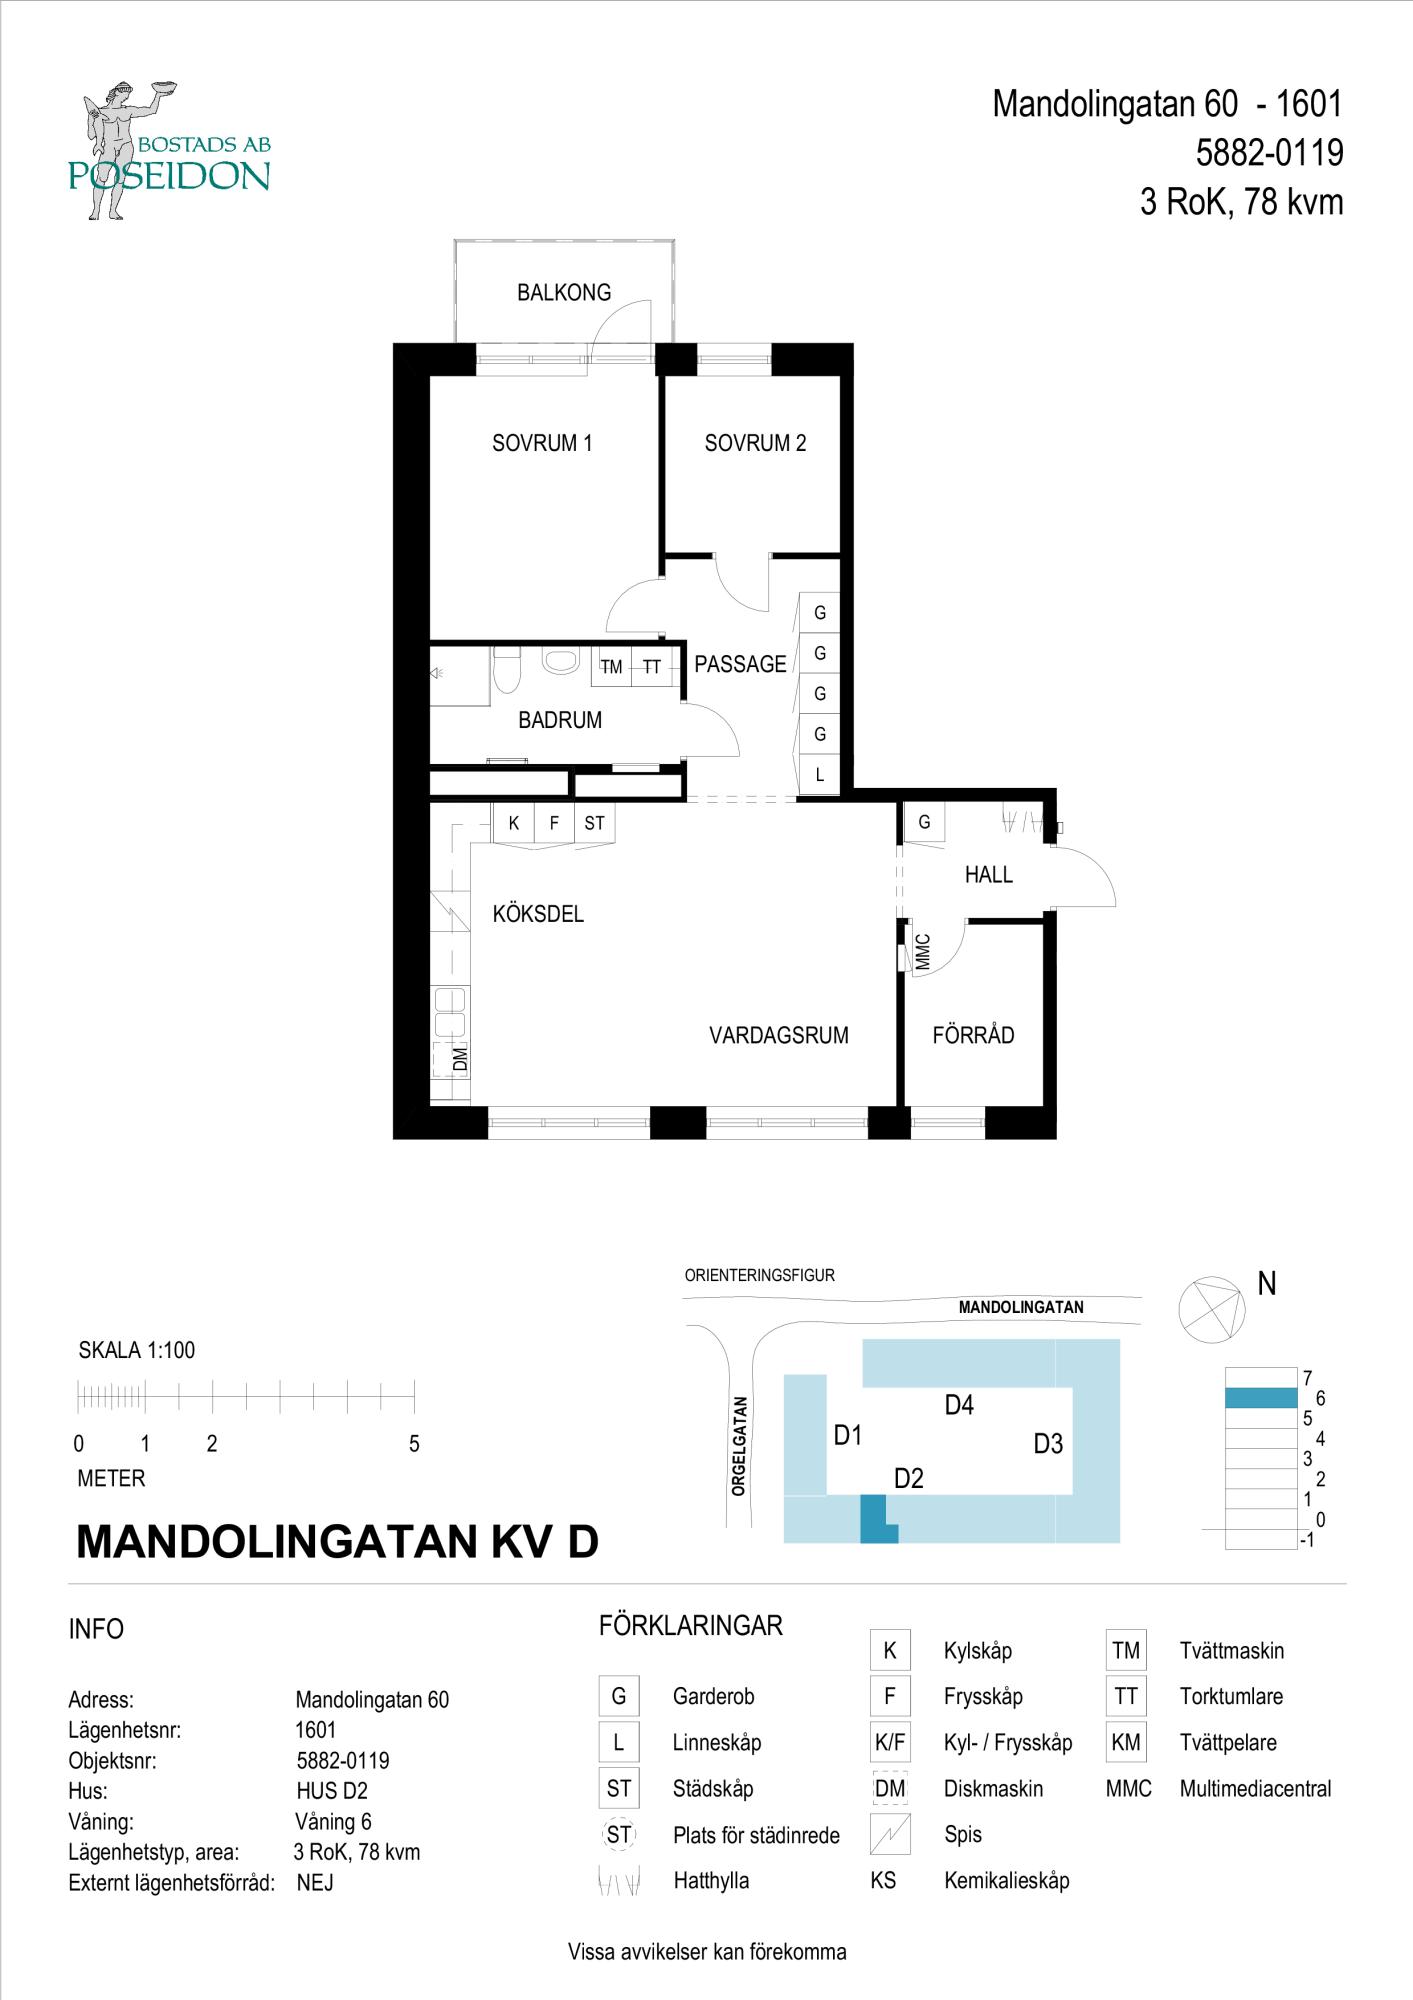 BOSTADS AB
POSEIDON
Mandolingatan 60 - 1601
5882-0119
3 RoK, 78 kvm
BALKONG
SOVRUM 1
SOVRUM 2
G
G
G
G
L
PASSAGE
TM
TT
BADRUM
K
F
ST
G
HALL
KÖKSDEL
MMC
VARDAGSRUM
FÖRRÅD
DM
ORIENTERINGSFIGUR
MANDOLINGATAN
N
ORGELGATAN
D1
D4
D3
D2
7
6
5
4
3
2
1
0
-1
SKALA 1:100
0 1 2 5
METER
MANDOLINGATAN KV D
INFO
Adress: Mandolingatan 60
Lägenhetsnr: 1601
Objektsnr: 5882-0119
Hus: HUS D2
Våning: Våning 6
Lägenhetstyp, area: 3 RoK, 78 kvm
Externt lägenhetsförråd: NEJ
FÖRKLARINGAR
G Garderob
L Linneskåp
ST Städskåp
ST Plats för städinrede
Hatthylla
K Kylskåp
F Frysskåp
K/F Kyl- / Frysskåp
DM Diskmaskin
Spis
KS Kemikalieskåp
TM Tvättmaskin
TT Torktumlare
KM Tvättpelare
MMC Multimediacentral
Vissa avvikelser kan förekomma